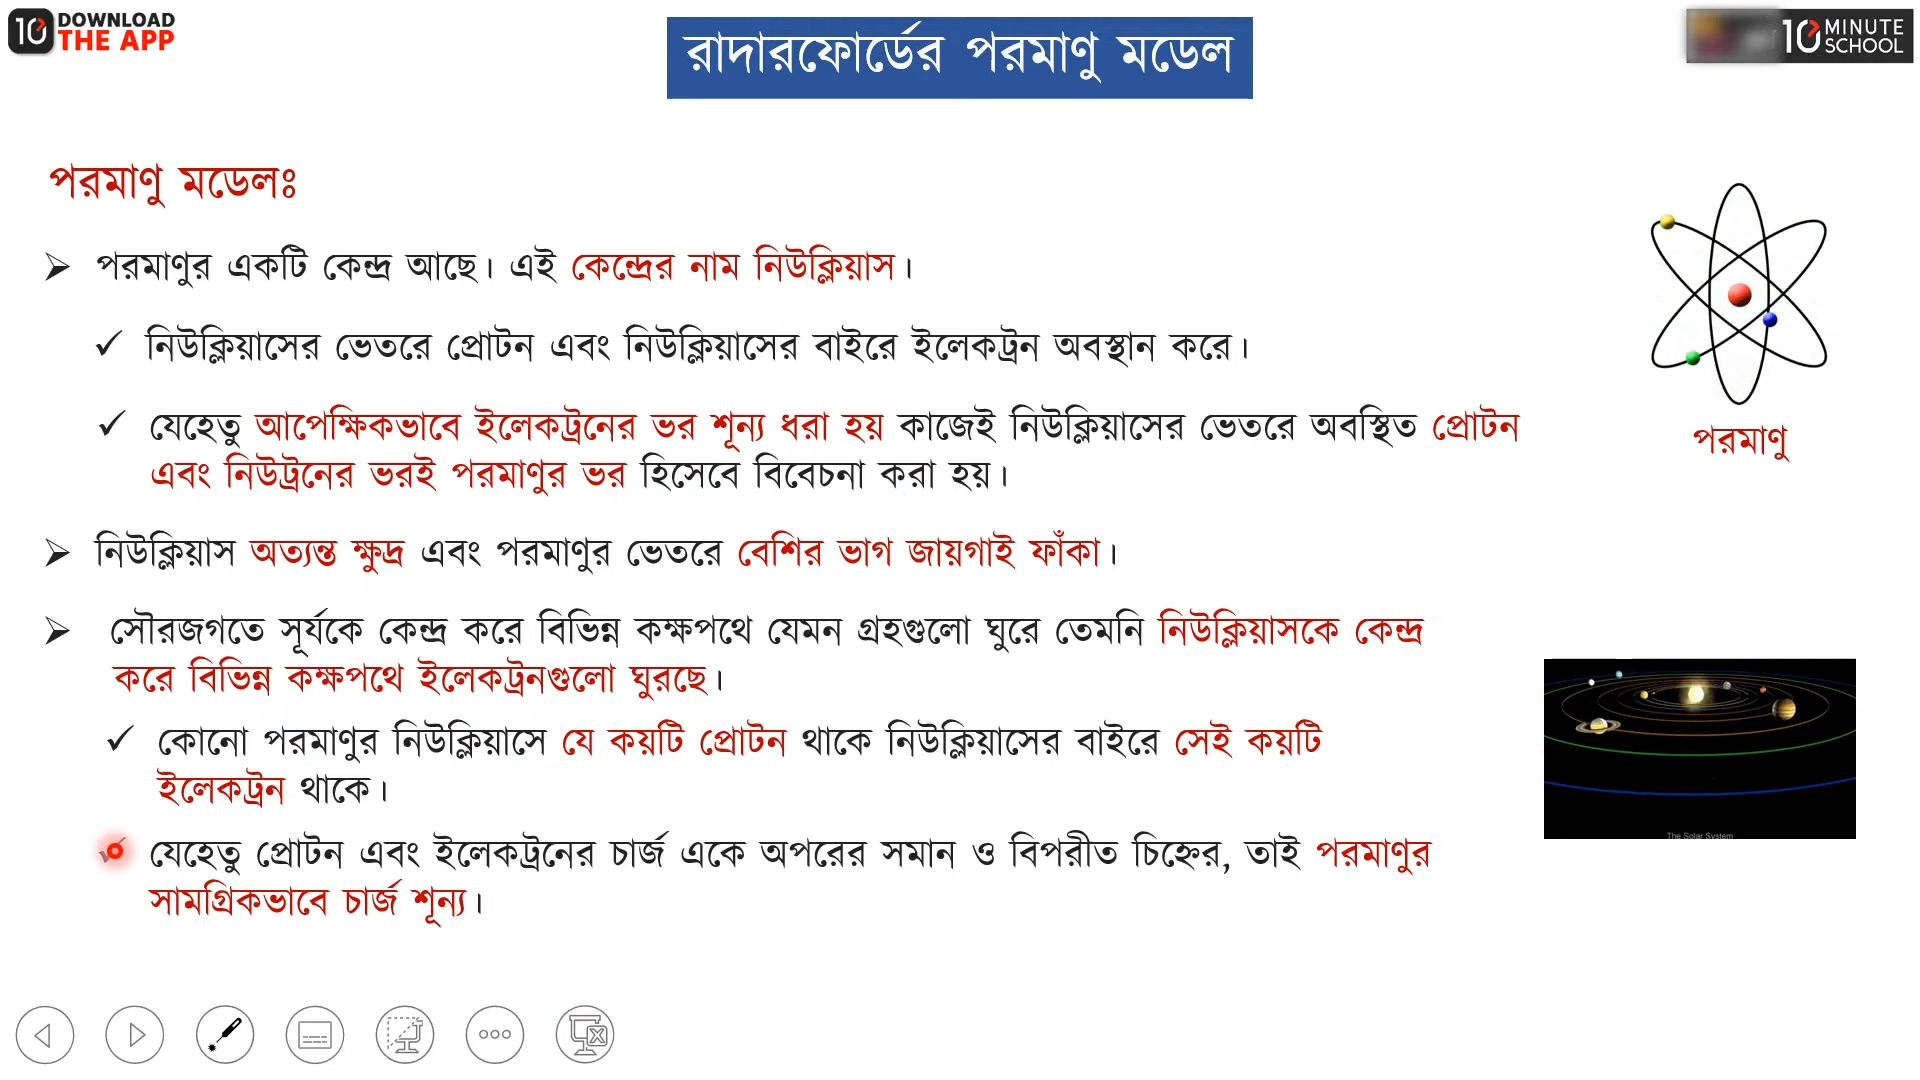 DOWNLOAD
THE APP
রাদারফোর্ডের পরমাণু মডেল
10 MINUTE
SCHOOL
পরমাণু মডেলঃ
➢ পরমাণুর একটি কেন্দ্র আছে। এই কেন্দ্রের নাম নিউক্লিয়াস।
✓ নিউক্লিয়াসের ভেতরে প্রোটন এবং নিউক্লিয়াসের বাইরে ইলেকট্রন অবস্থান করে।
✓ যেহেতু আপেক্ষিকভাবে ইলেকট্রনের ভর শূন্য ধরা হয় কাজেই নিউক্লিয়াসের ভেতরে অবস্থিত প্রোটন
এবং নিউট্রনের ভরই পরমাণুর ভর হিসেবে বিবেচনা করা হয়।
পরমাণু
➢ নিউক্লিয়াস অত্যন্ত ক্ষুদ্র এবং পরমাণুর ভেতরে বেশির ভাগ জায়গাই ফাঁকা।
➢ সৌরজগতে সূর্যকে কেন্দ্র করে বিভিন্ন কক্ষপথে যেমন গ্রহগুলো ঘুরে তেমনি নিউক্লিয়াসকে কেন্দ্র
করে বিভিন্ন কক্ষপথে ইলেকট্রনগুলো ঘুরছে।
✓ কোনো পরমাণুর নিউক্লিয়াসে যে কয়টি প্রোটন থাকে নিউক্লিয়াসের বাইরে সেই কয়টি
ইলেকট্রন থাকে।
The Solar System
✓ যেহেতু প্রোটন এবং ইলেকট্রনের চার্জ একে অপরের সমান ও বিপরীত চিহ্নের, তাই পরমাণুর
সামগ্রিকভাবে চার্জ শূন্য।